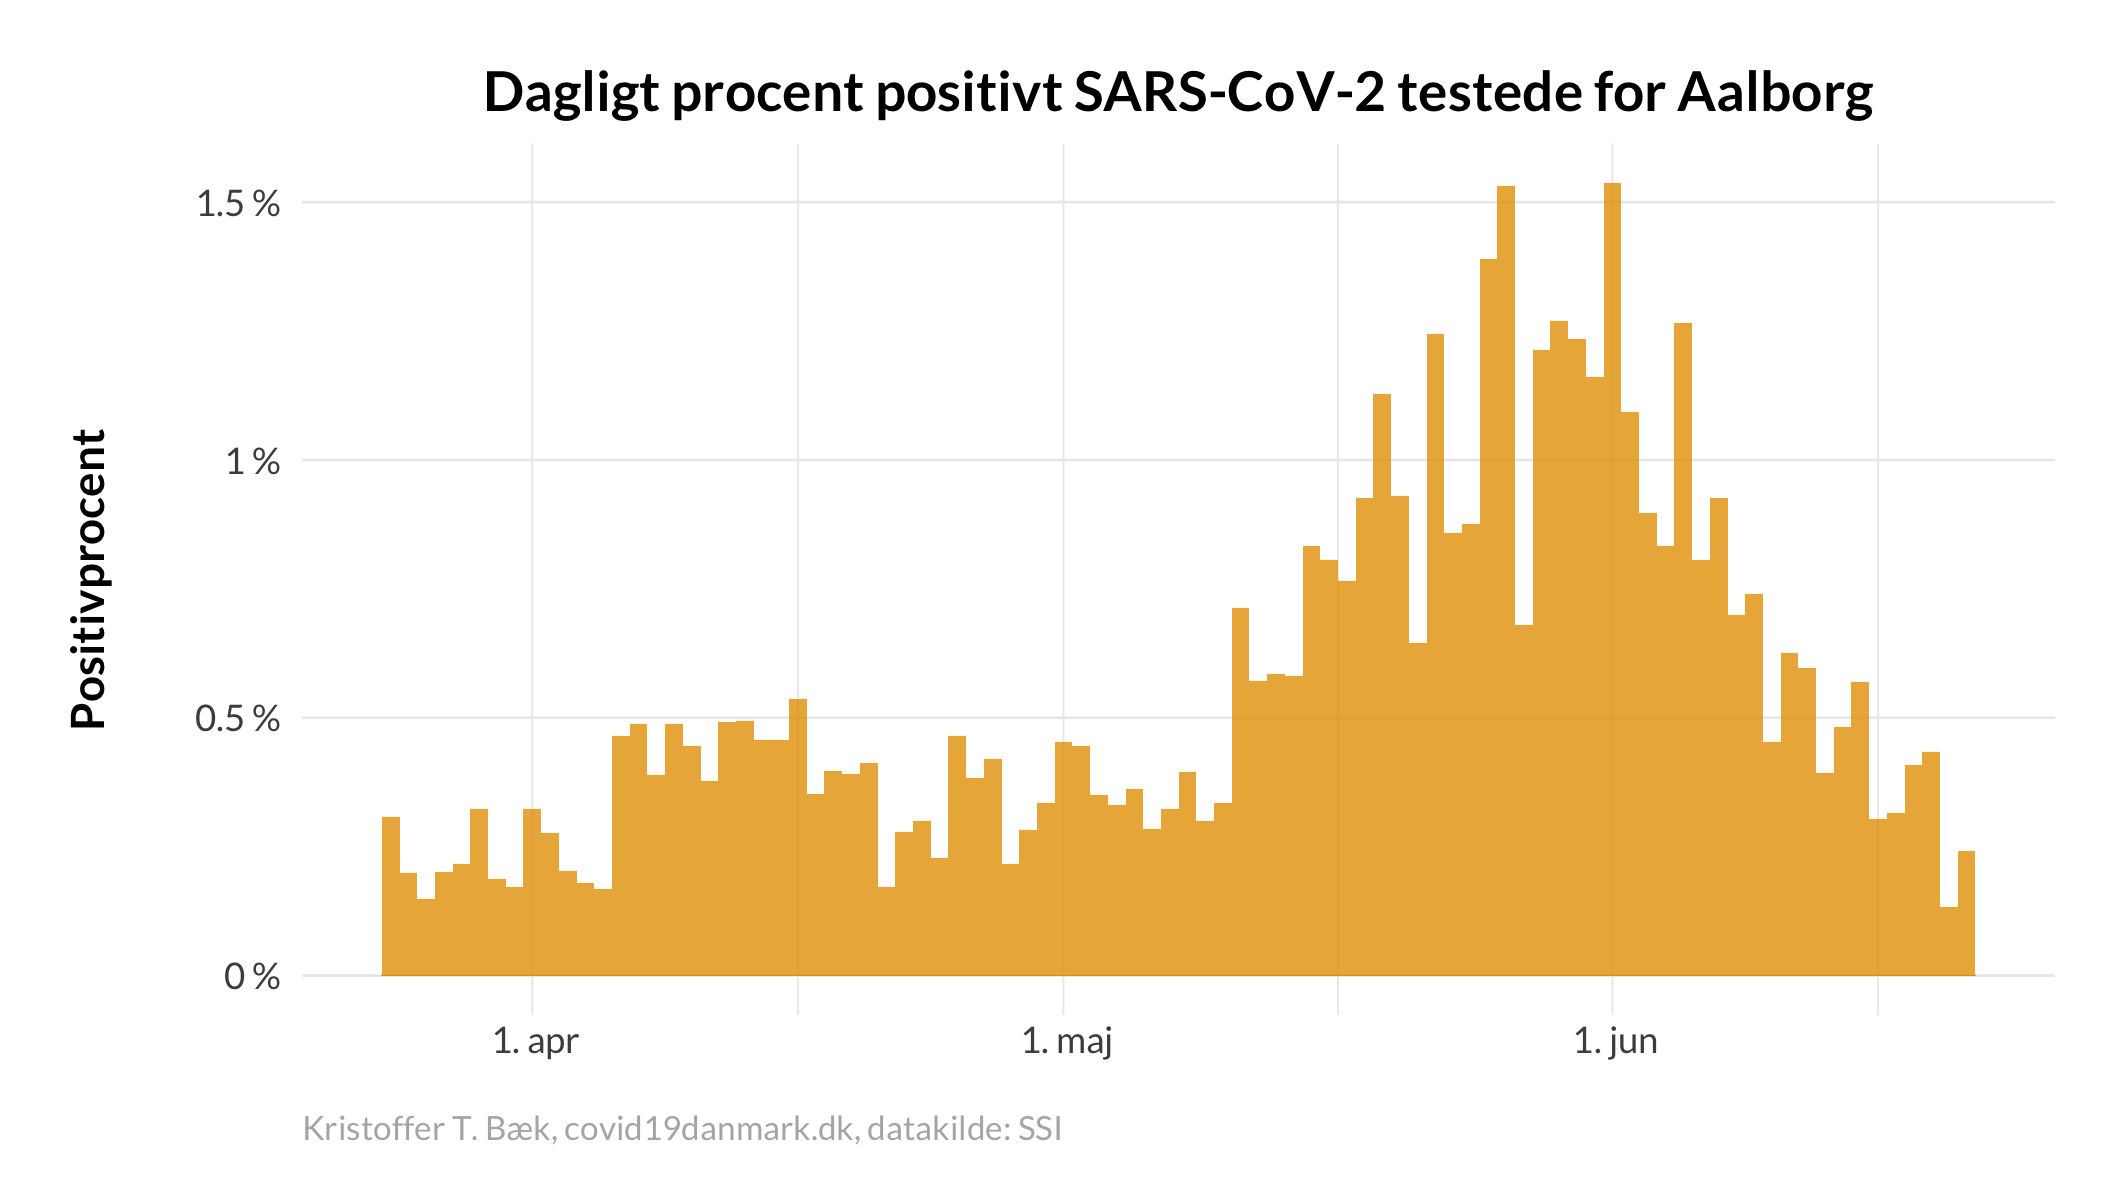 Dagligt procent positivt SARS-CoV-2 testede for Aalborg
Positivprocent
1.5 %
1 %
0.5 %
0 %
1. apr
1. maj
1. jun
Kristoffer T. Bæk, covid19danmark.dk, datakilde: SSI